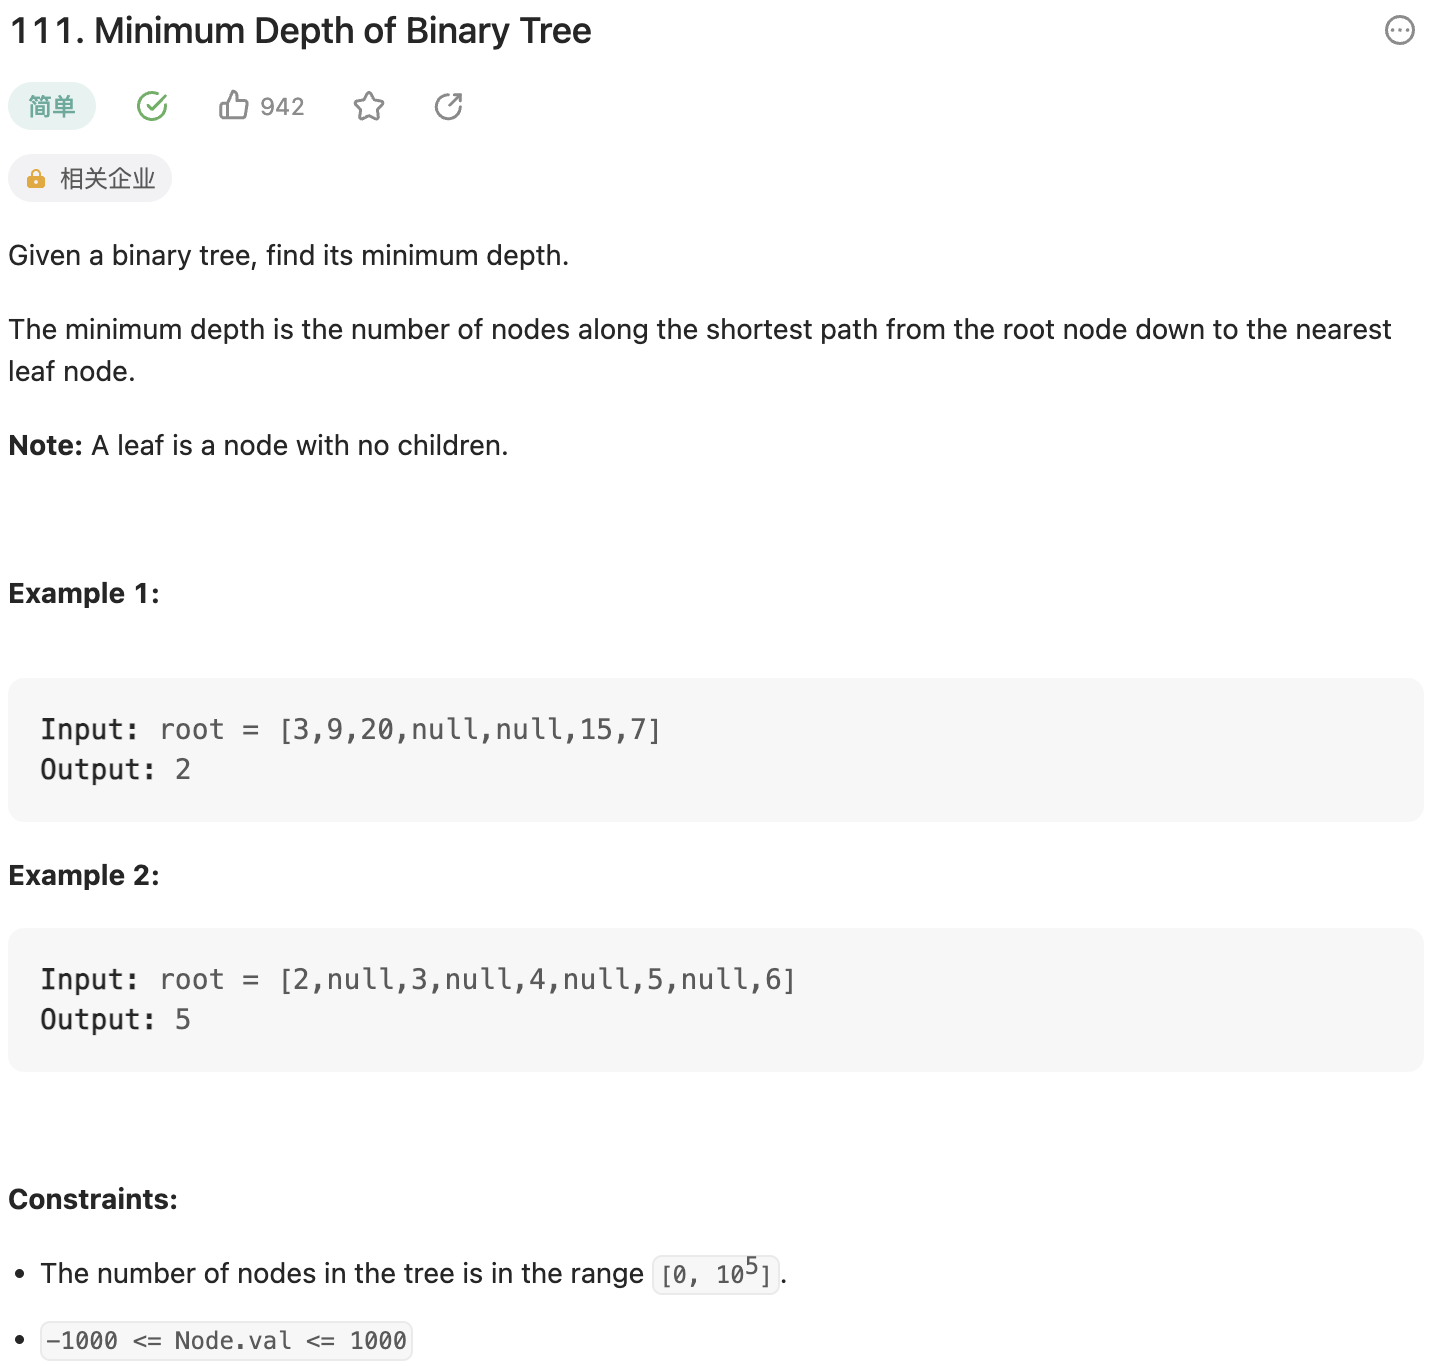 111. Minimum Depth of Binary Tree
简单
942
相关企业
Given a binary tree, find its minimum depth.
The minimum depth is the number of nodes along the shortest path from the root node down to the nearest
leaf node.
Note: A leaf is a node with no children.
Example 1:
Input: root = [3,9,20,null,null,15,7]
Output: 2
Example 2:
Input: root = [2,null,3,null,4,null,5,null,6]
Output: 5
Constraints:
• The number of nodes in the tree is in the range [0, 10⁵].
• -1000 <= Node.val <= 1000